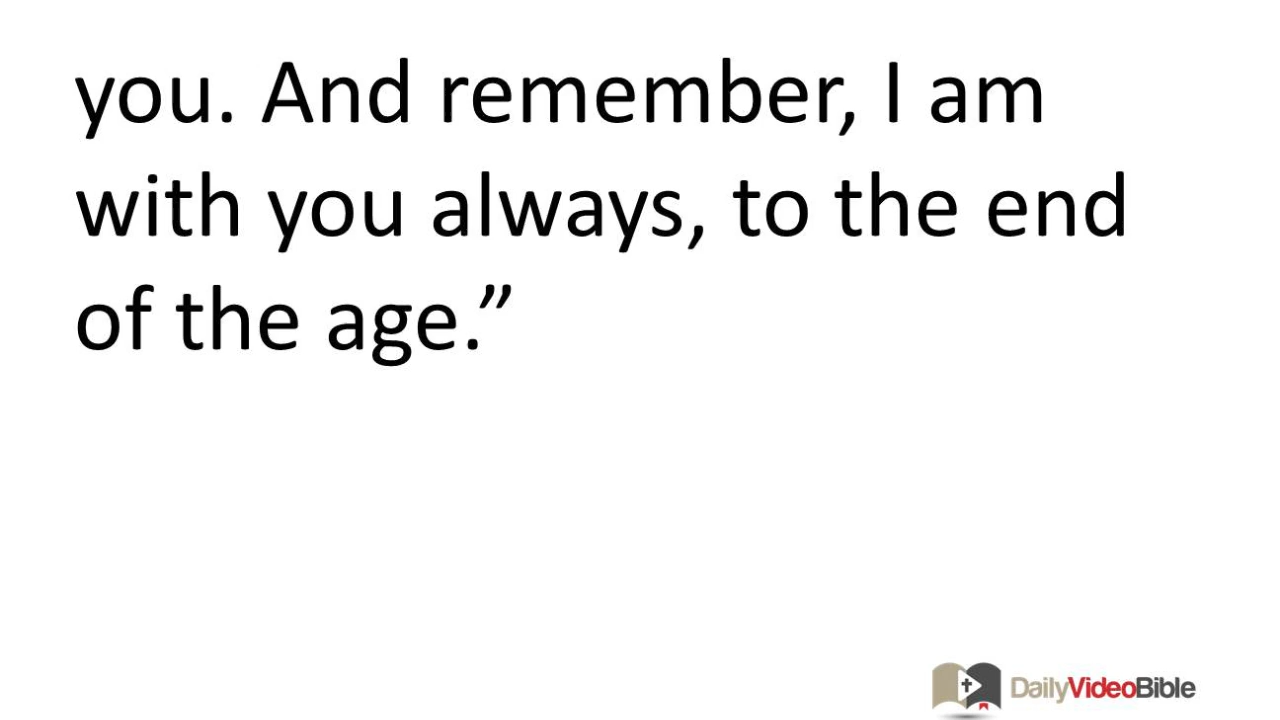 you. And remember, I am
with you always, to the end
of the age.”
DailyVideoBible